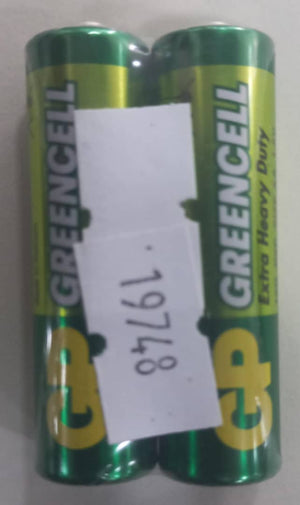 GP GREENCELL
19748
GP GREENCELL
Extra Heavy Duty